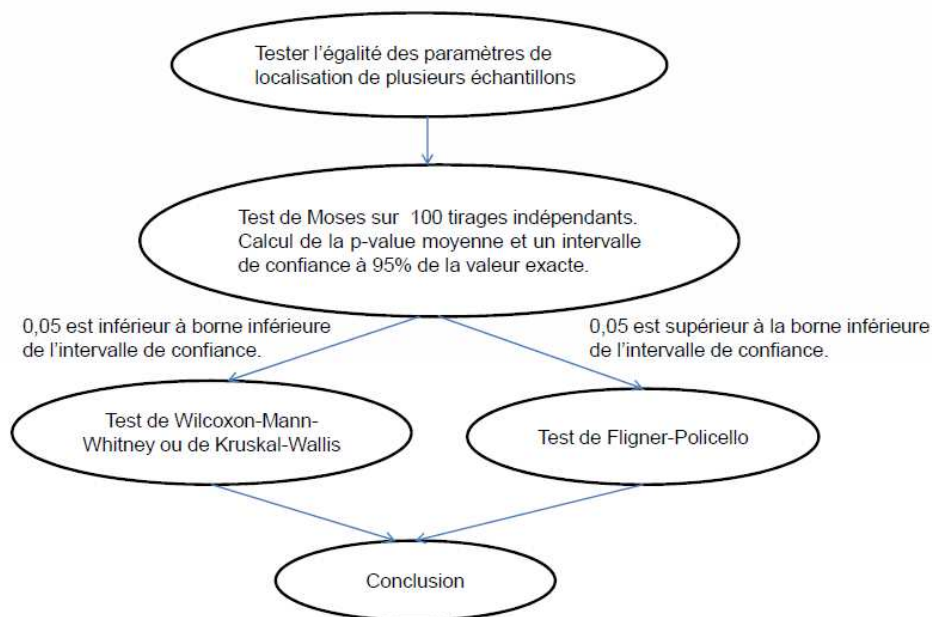 Tester l'égalité des paramètres de
localisation de plusieurs échantillons
Test de Moses sur 100 tirages indépendants.
Calcul de la p-value moyenne et un intervalle
de confiance à 95% de la valeur exacte.
0,05 est inférieur à borne inférieure
de l'intervalle de confiance.
0,05 est supérieur à la borne inférieure
de l'intervalle de confiance.
Test de Wilcoxon-Mann-
Whitney ou de Kruskal-Wallis
Test de Fligner-Policello
Conclusion